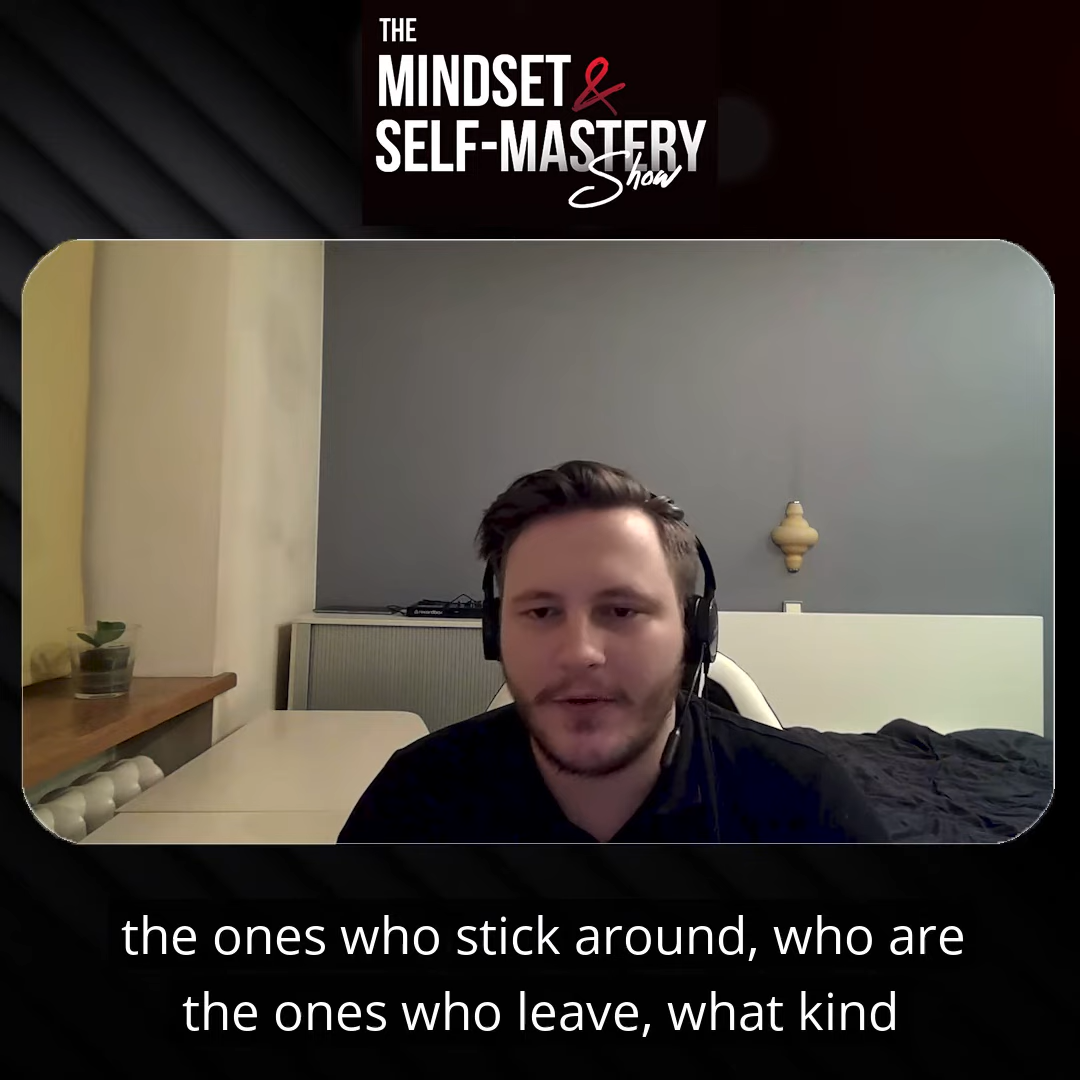 THE
MINDSET &
SELF-MASTERY
Show
the ones who stick around, who are
the ones who leave, what kind